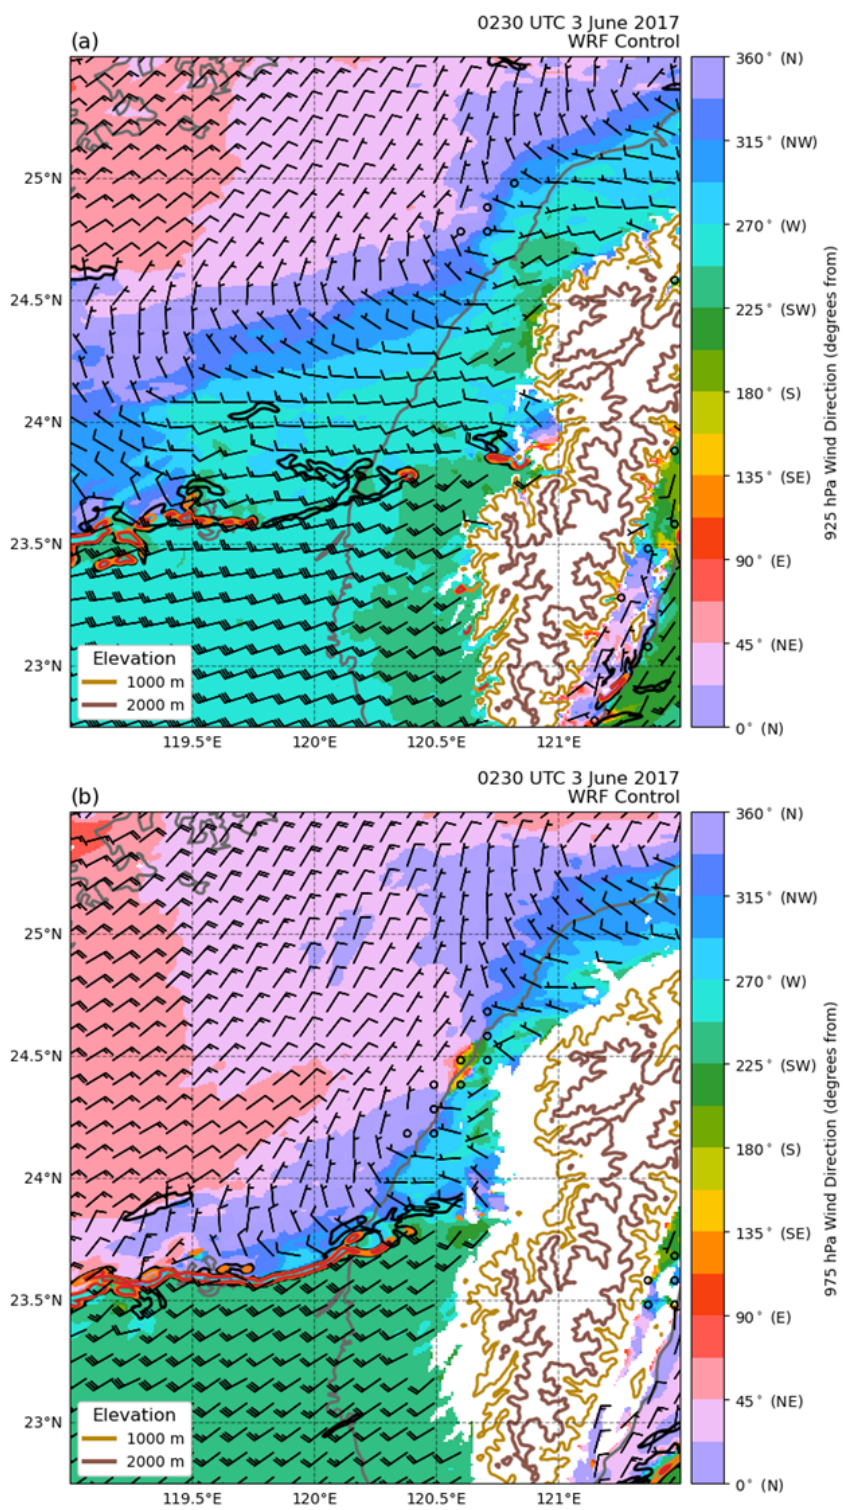 0230 UTC 3 June 2017
(a)
WRF Control
360° (N)
315° (NW)
270° (W)
225° (SW)
180° (S)
135° (SE)
90° (E)
45° (NE)
0° (N)
925 hPa Wind Direction (degrees from)
25°N
24.5°N
24°N
23.5°N
23°N
Elevation
1000 m
2000 m
119.5°E
120°E
120.5°E
121°E
0230 UTC 3 June 2017
(b)
WRF Control
360° (N)
315° (NW)
270° (W)
225° (SW)
180° (S)
135° (SE)
90° (E)
45° (NE)
0° (N)
975 hPa Wind Direction (degrees from)
25°N
24.5°N
24°N
23.5°N
23°N
Elevation
1000 m
2000 m
119.5°E
120°E
120.5°E
121°E